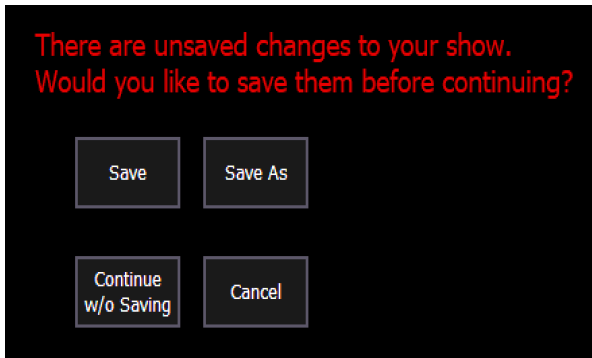 There are unsaved changes to your show.
Would you like to save them before continuing?
Save
Save As
Continue
w/o Saving
Cancel